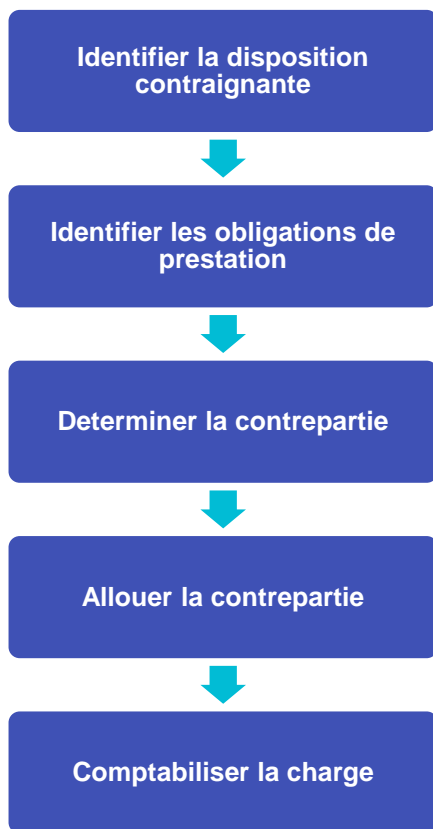 Identifier la disposition
contraignante
Identifier les obligations de
prestation
Determiner la contrepartie
Allouer la contrepartie
Comptabiliser la charge